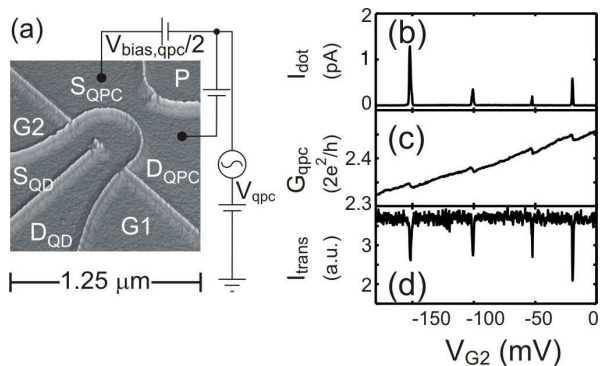 (a)
V_bias,qpc/2
P
S_QPC
G2
S_QD
D_QPC
D_QD
G1
V_qpc
1.25 μm
(b)
I_dot
(pA)
2
1
0
(c)
G_qpc
(2e²/h)
2.4
2.3
(d)
I_trans
(a.u.)
3
2
-150 -100 -50 0
V_G2 (mV)